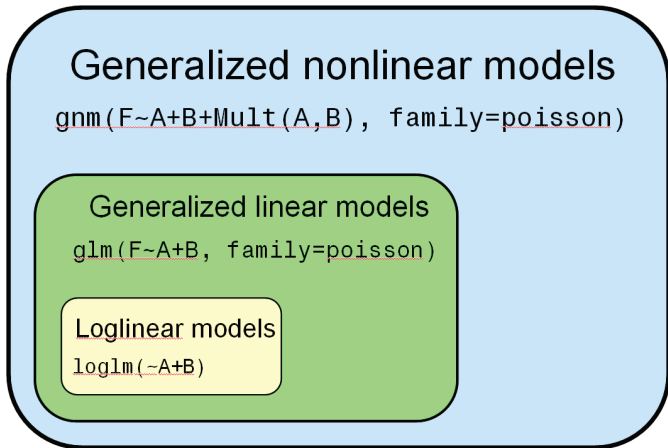 Generalized nonlinear models
gnm(F~A+B+Mult(A,B), family=poisson)
Generalized linear models
glm(F~A+B, family=poisson)
Loglinear models
loglm(~A+B)